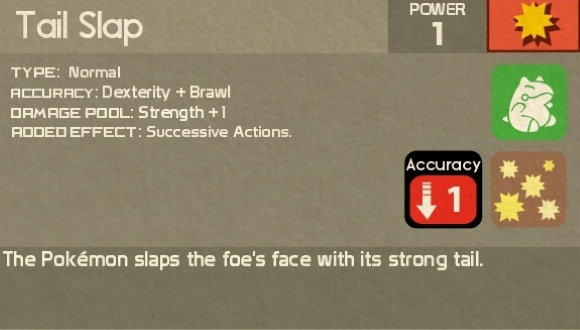 Tail Slap
POWER
1
TYPE: Normal
ACCURACY: Dexterity + Brawl
DAMAGE POOL: Strength +1
ADDED EFFECT: Successive Actions.
Accuracy
1
The Pokémon slaps the foe's face with its strong tail.